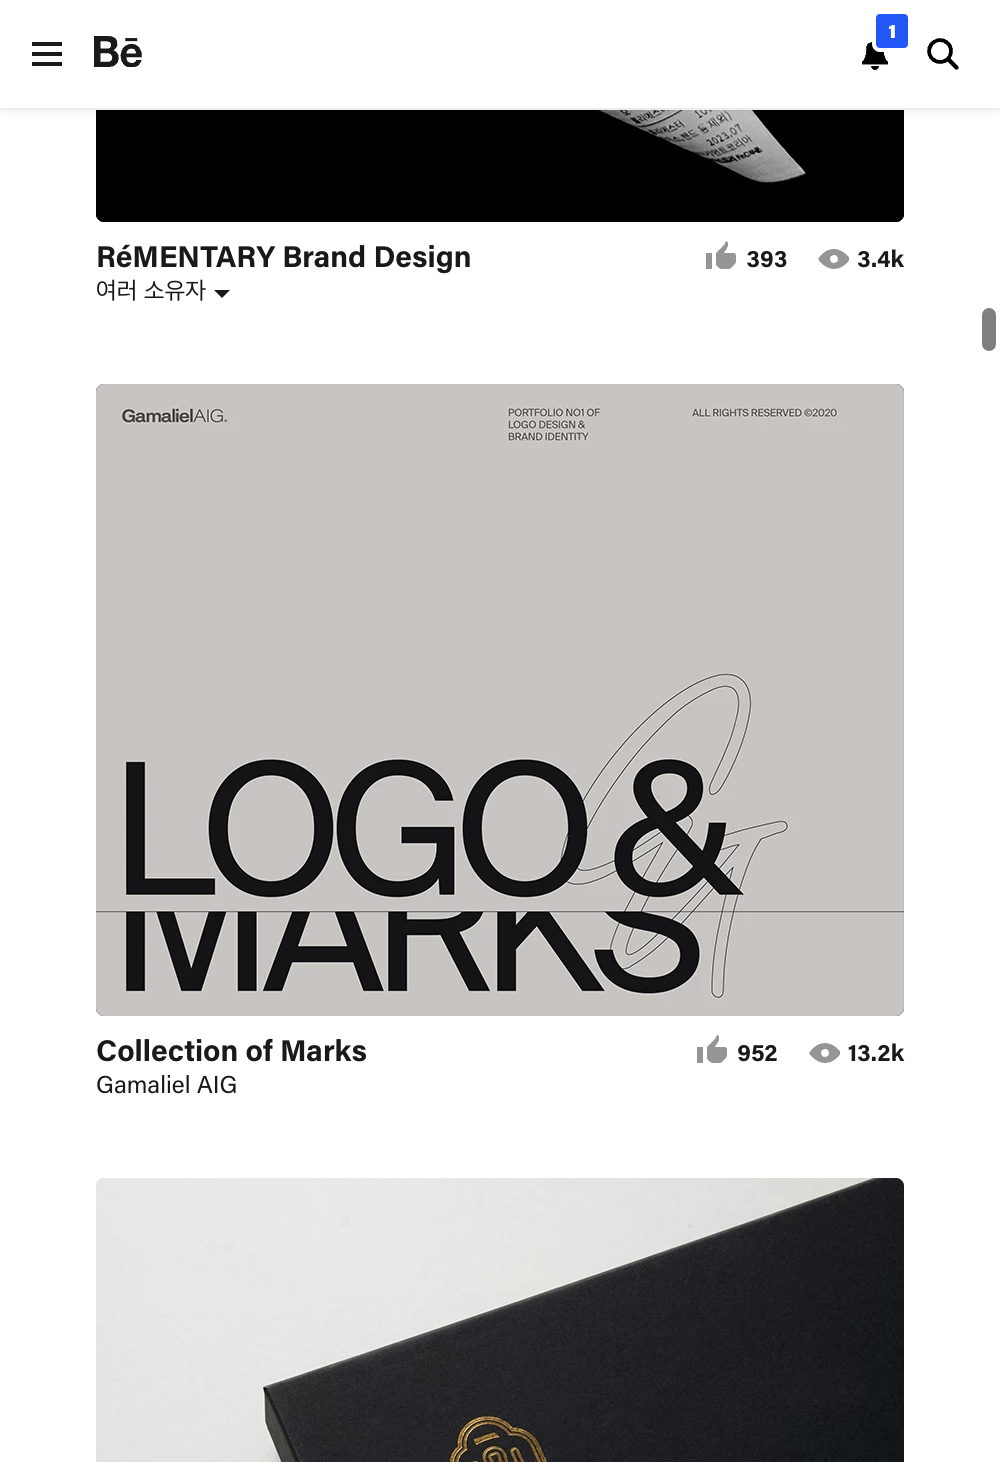 Bē
1
2023.07
RéMENTARY Brand Design
393
3.4k
여러 소유자
GamalielAIG.
PORTFOLIO NO1 OF
LOGO DESIGN &
BRAND IDENTITY
ALL RIGHTS RESERVED ©2020
LOGO &
MARKS
Collection of Marks
952
13.2k
Gamaliel AIG